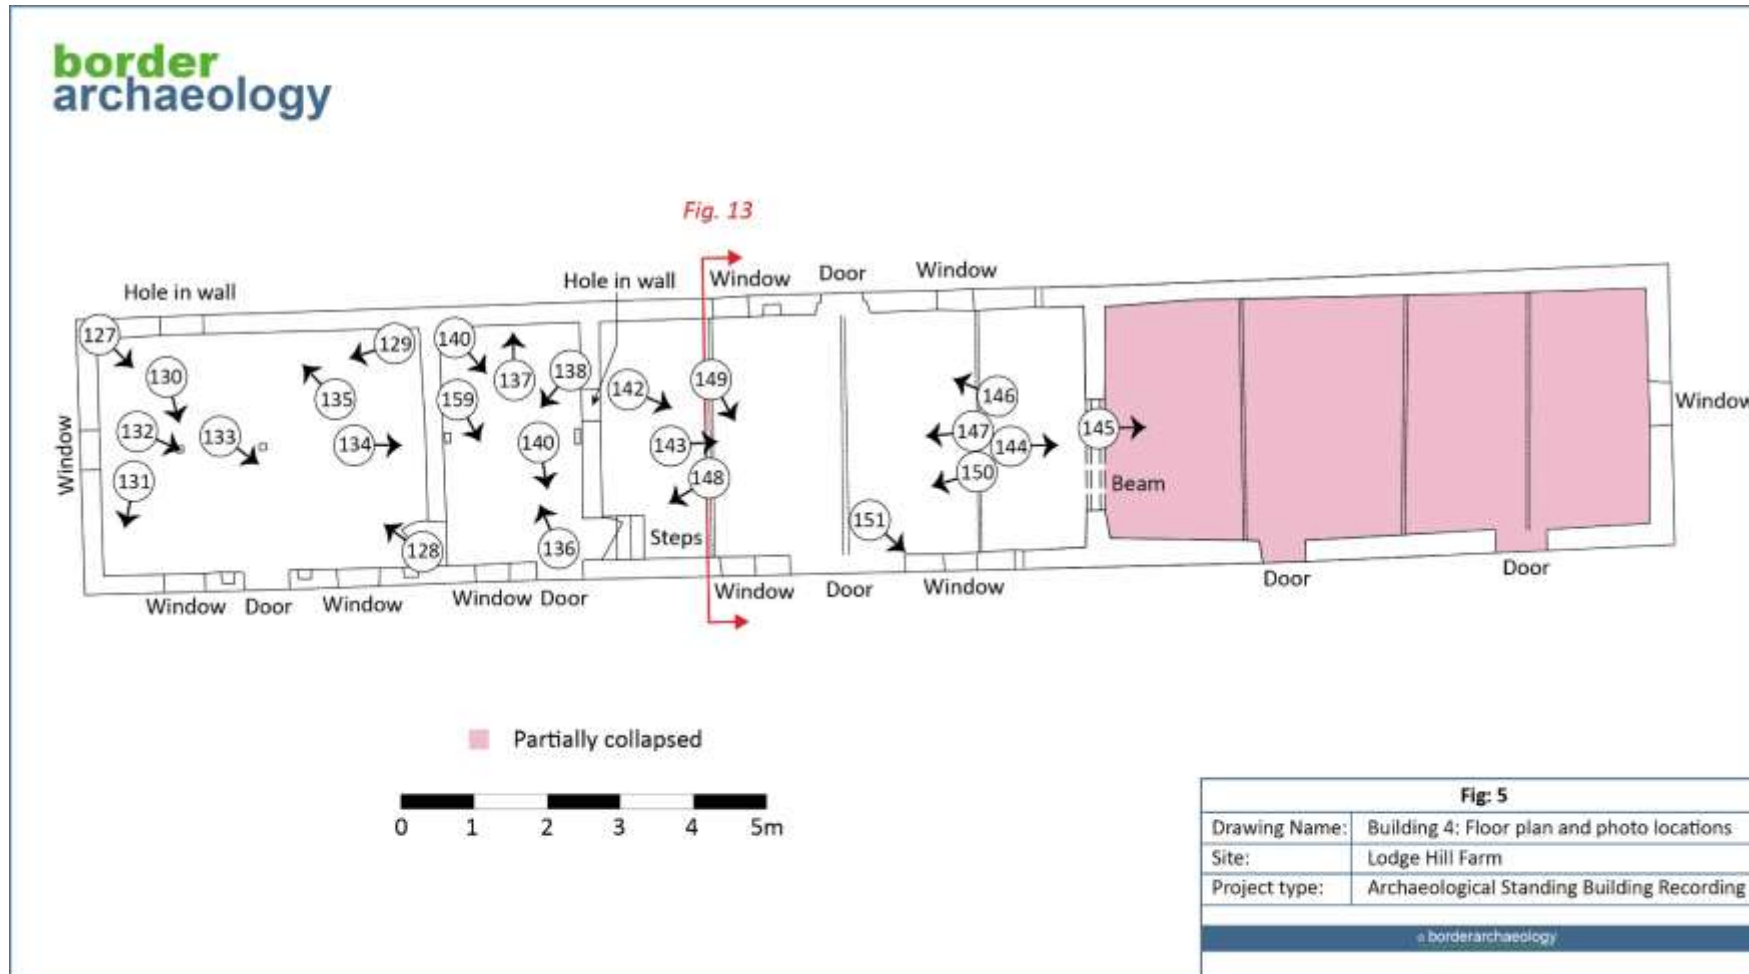 border
archaeology
Fig. 13
Hole in wall
Hole in wall
Window
Door
Window
127
129
140
137
138
130
135
159
142
149
146
132
133
134
140
143
147
144
145
Window
Window
131
148
150
Beam
128
136
Steps
151
Window
Door
Window
Window
Door
Window
Door
Window
Door
Door
Partially collapsed
0 1 2 3 4 5m
Fig: 5
Drawing Name: Building 4: Floor plan and photo locations
Site: Lodge Hill Farm
Project type: Archaeological Standing Building Recording
© borderarchaeology